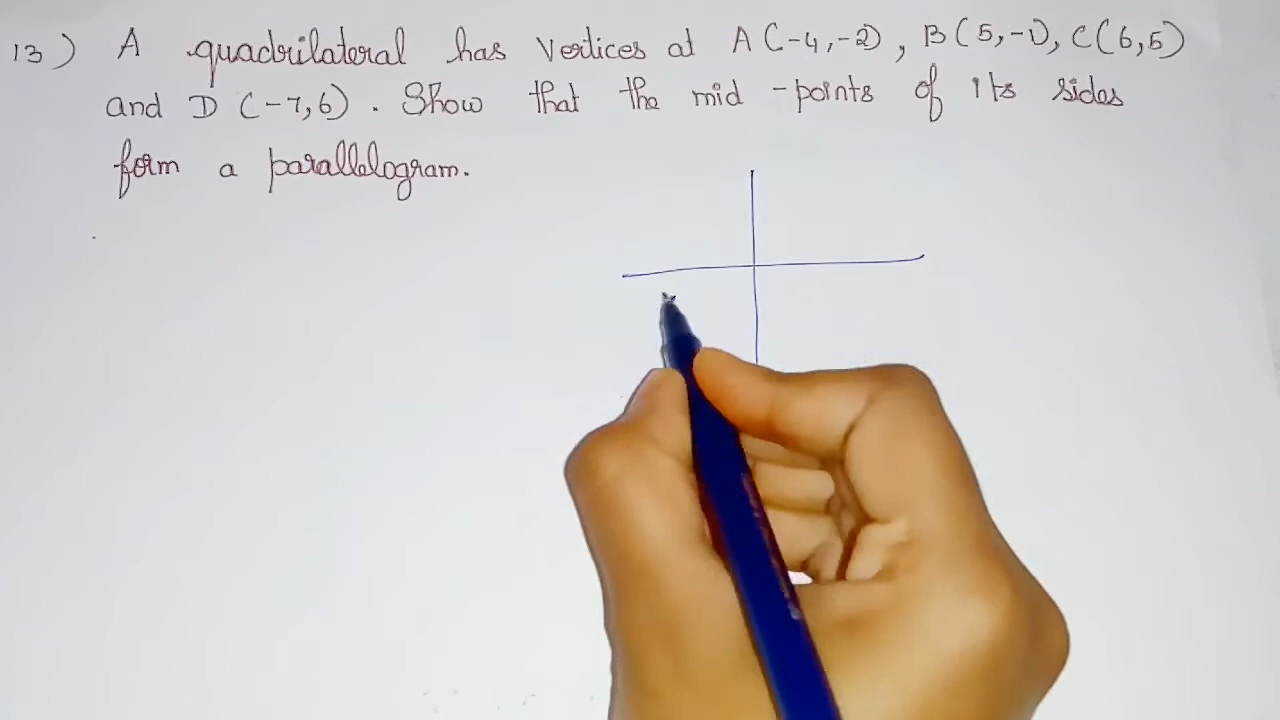 13) A quadrilateral has vertices at A(-4,-2), B(5,-1), C(6,5)
and D(-7,6). Show that the mid-points of its sides
form a parallelogram.